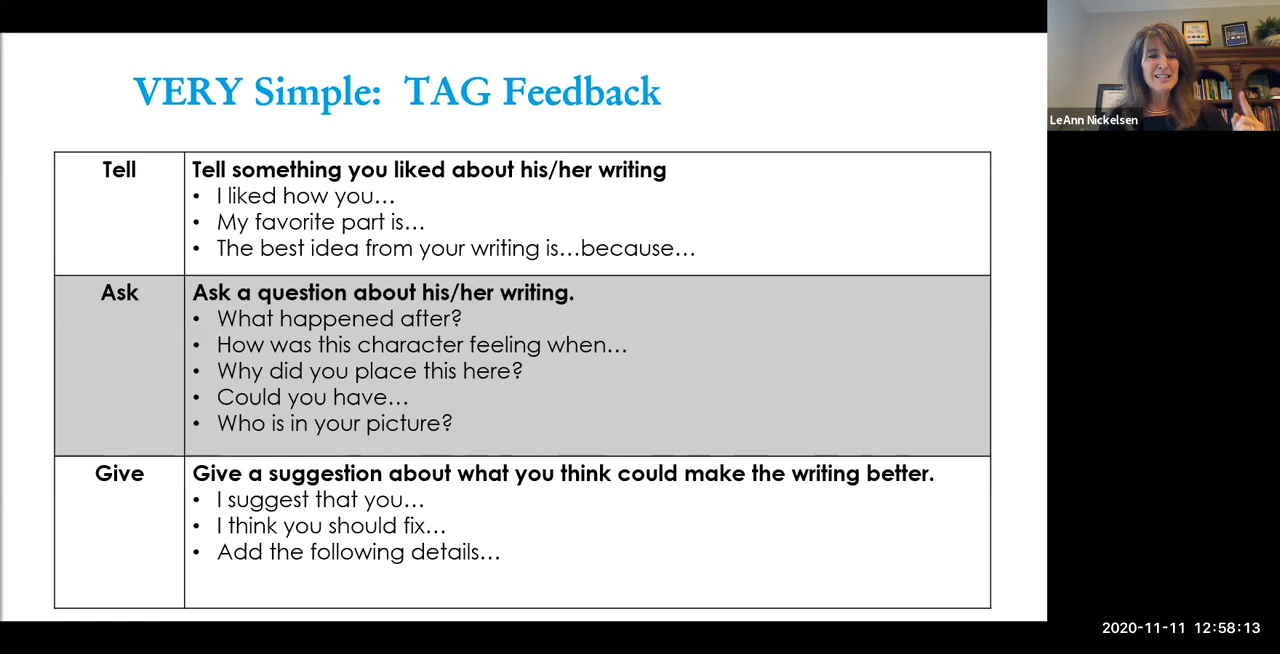 VERY Simple: TAG Feedback
LeAnn Nickelsen
Tell
Tell something you liked about his/her writing
• I liked how you…
• My favorite part is…
• The best idea from your writing is…because…
Ask
Ask a question about his/her writing.
• What happened after?
• How was this character feeling when…
• Why did you place this here?
• Could you have…
• Who is in your picture?
Give
Give a suggestion about what you think could make the writing better.
• I suggest that you…
• I think you should fix…
• Add the following details…
2020-11-11 12:58:13